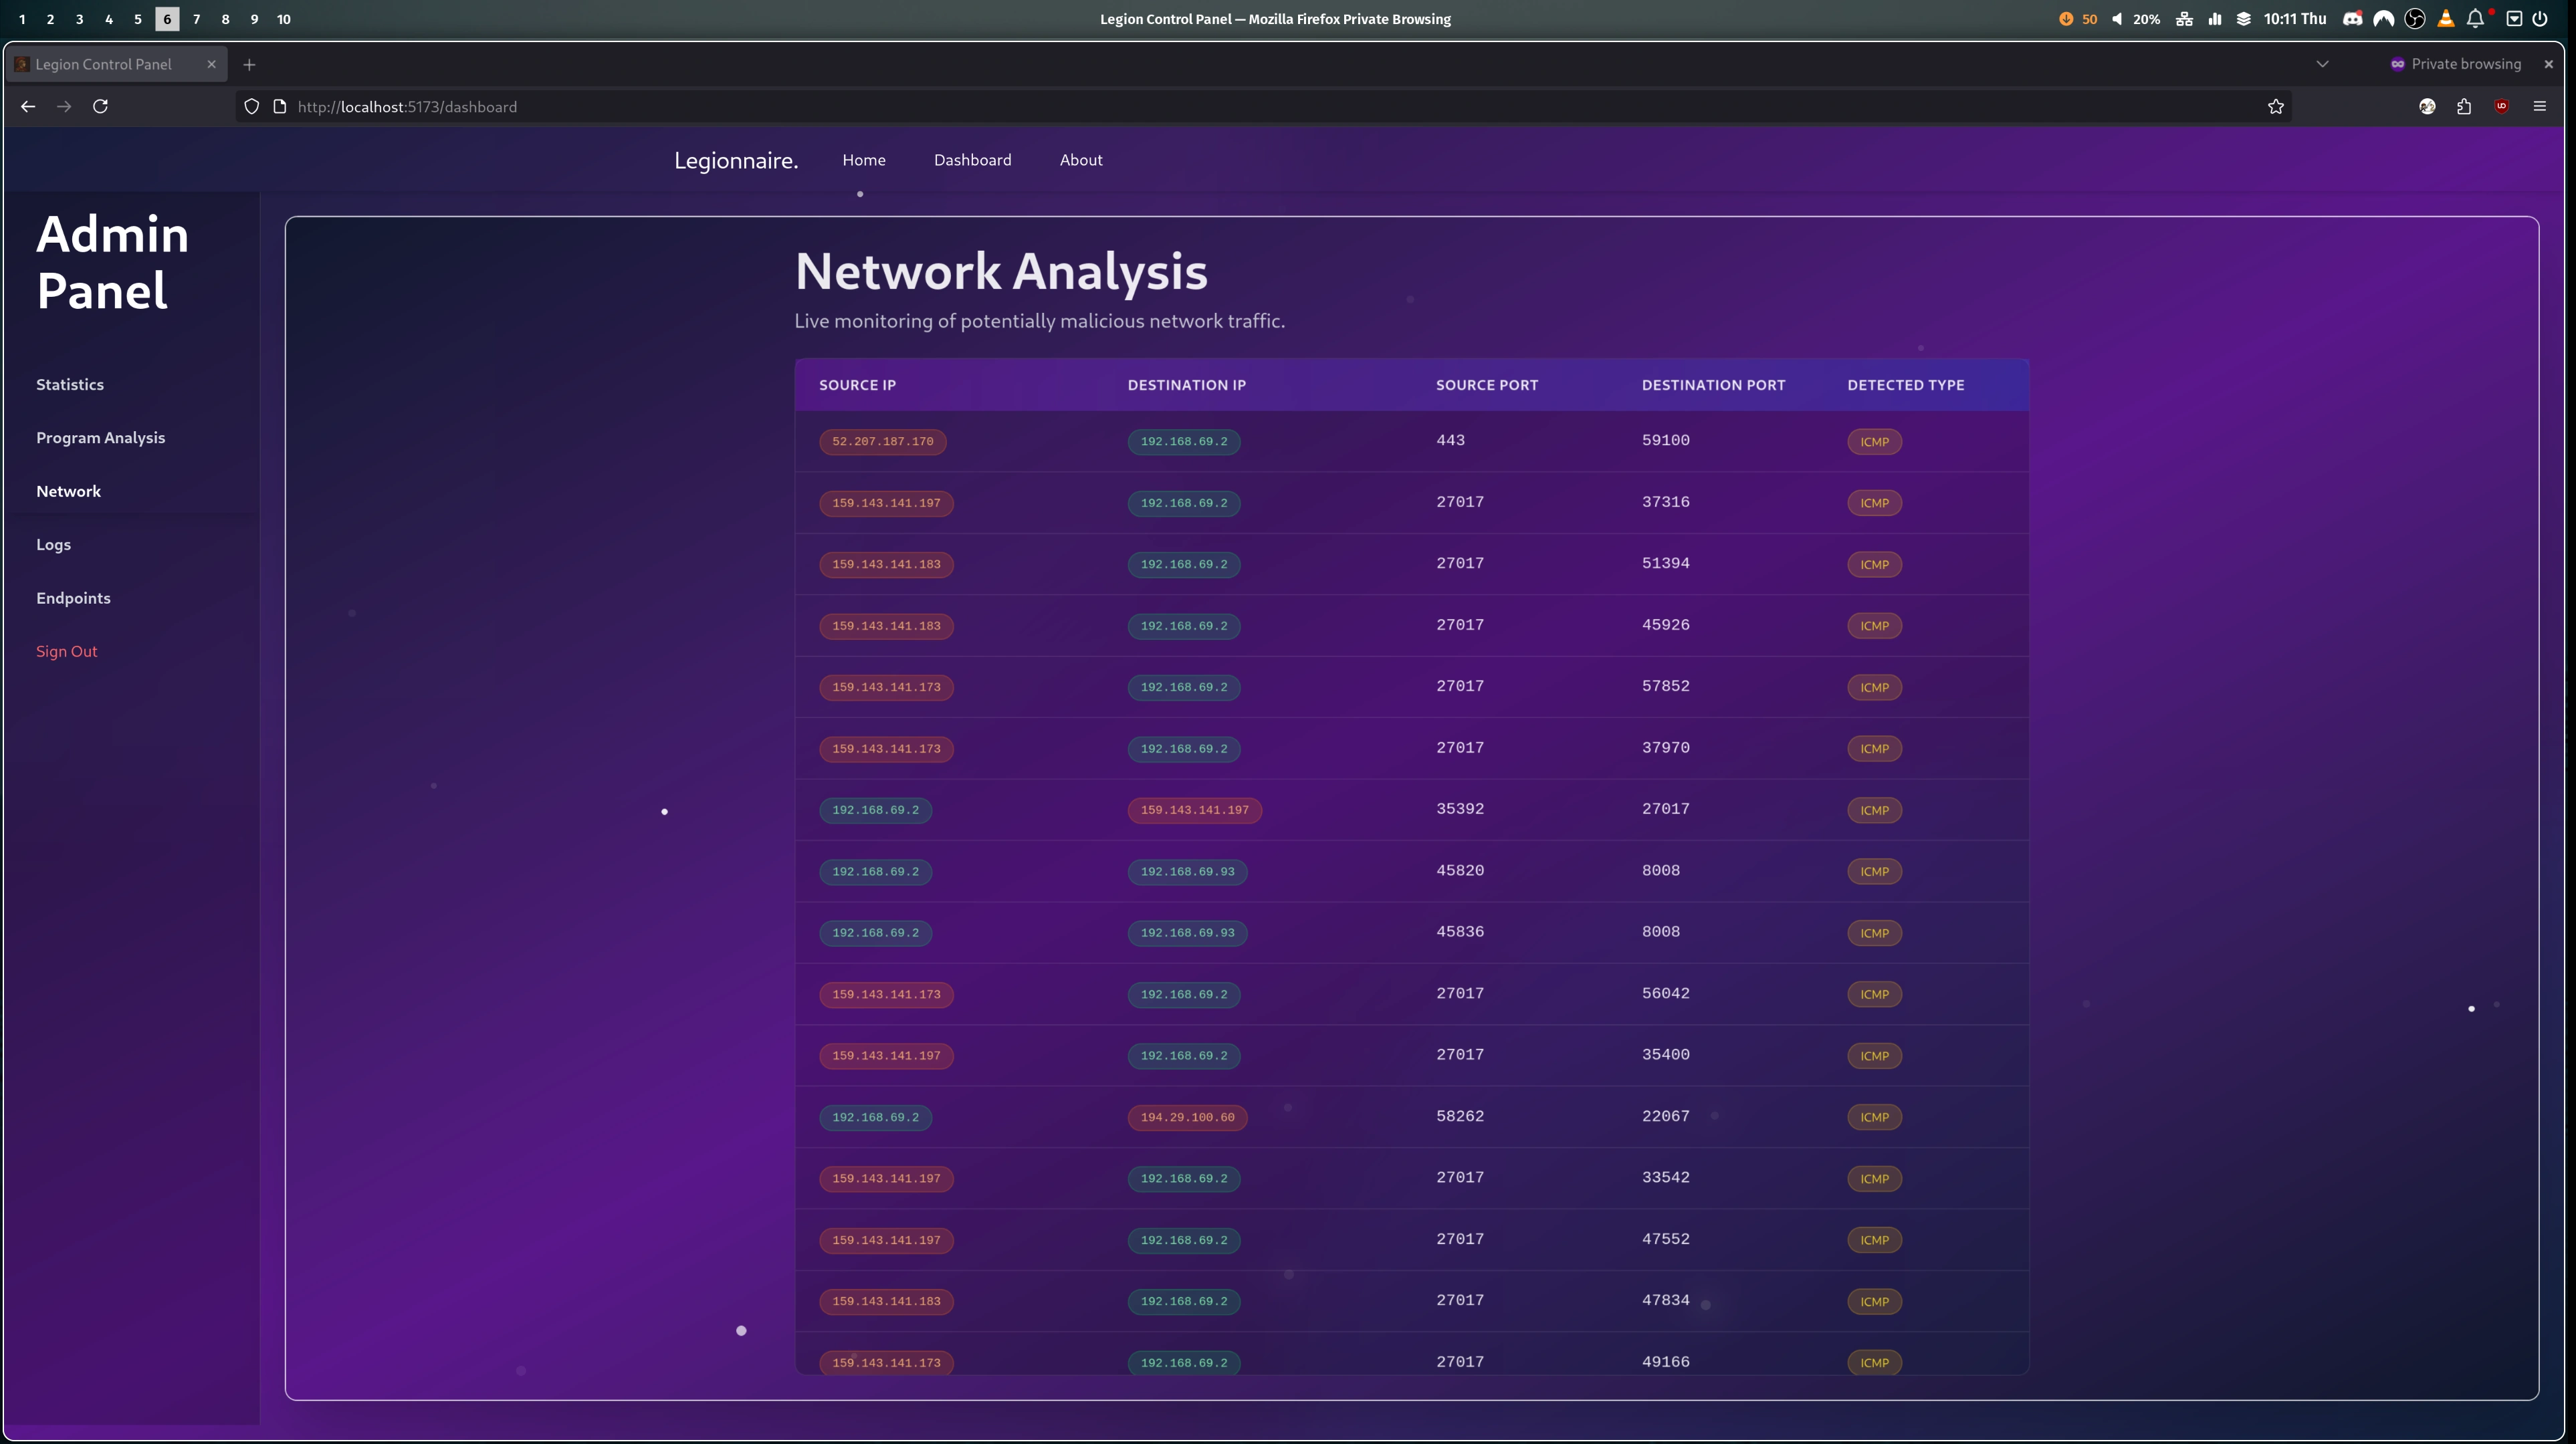 1 2 3 4 5 6 7 8 9 10 Legion Control Panel — Mozilla Firefox Private Browsing 50 20% 10:11 Thu
Legion Control Panel Private browsing
http://localhost:5173/dashboard
Legionnaire. Home Dashboard About
Admin
Panel
Statistics
Program Analysis
Network
Logs
Endpoints
Sign Out
Network Analysis
Live monitoring of potentially malicious network traffic.
SOURCE IP DESTINATION IP SOURCE PORT DESTINATION PORT DETECTED TYPE
52.207.187.170 192.168.69.2 443 59100 ICMP
159.143.141.197 192.168.69.2 27017 37316 ICMP
159.143.141.183 192.168.69.2 27017 51394 ICMP
159.143.141.183 192.168.69.2 27017 45926 ICMP
159.143.141.173 192.168.69.2 27017 57852 ICMP
159.143.141.173 192.168.69.2 27017 37970 ICMP
192.168.69.2 159.143.141.197 35392 27017 ICMP
192.168.69.2 192.168.69.93 45820 8008 ICMP
192.168.69.2 192.168.69.93 45836 8008 ICMP
159.143.141.173 192.168.69.2 27017 56042 ICMP
159.143.141.197 192.168.69.2 27017 35400 ICMP
192.168.69.2 194.29.100.60 58262 22067 ICMP
159.143.141.197 192.168.69.2 27017 33542 ICMP
159.143.141.197 192.168.69.2 27017 47552 ICMP
159.143.141.183 192.168.69.2 27017 47834 ICMP
159.143.141.173 192.168.69.2 27017 49166 ICMP